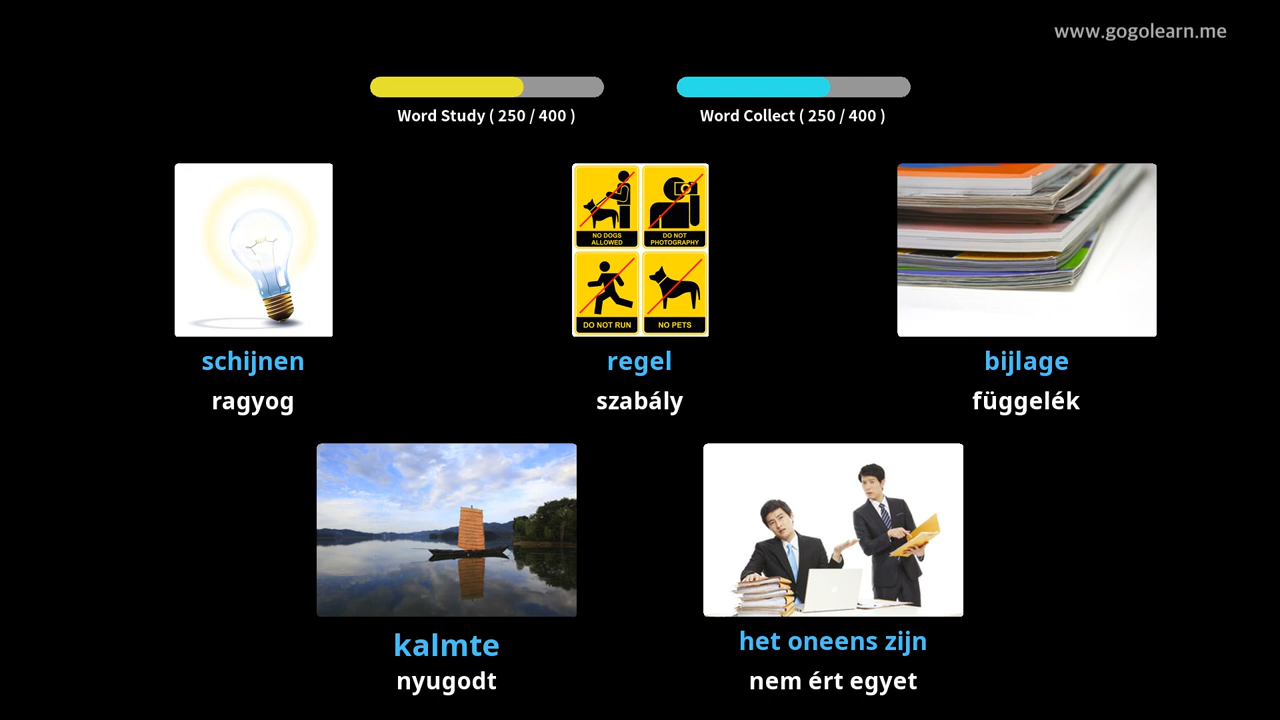 www.gogolearn.me
Word Study ( 250 / 400 )
Word Collect ( 250 / 400 )
NO DOGS
ALLOWED
DO NOT
PHOTOGRAPHY
DO NOT RUN
NO PETS
schijnen
ragyog
regel
szabály
bijlage
függelék
kalmte
nyugodt
het oneens zijn
nem ért egyet